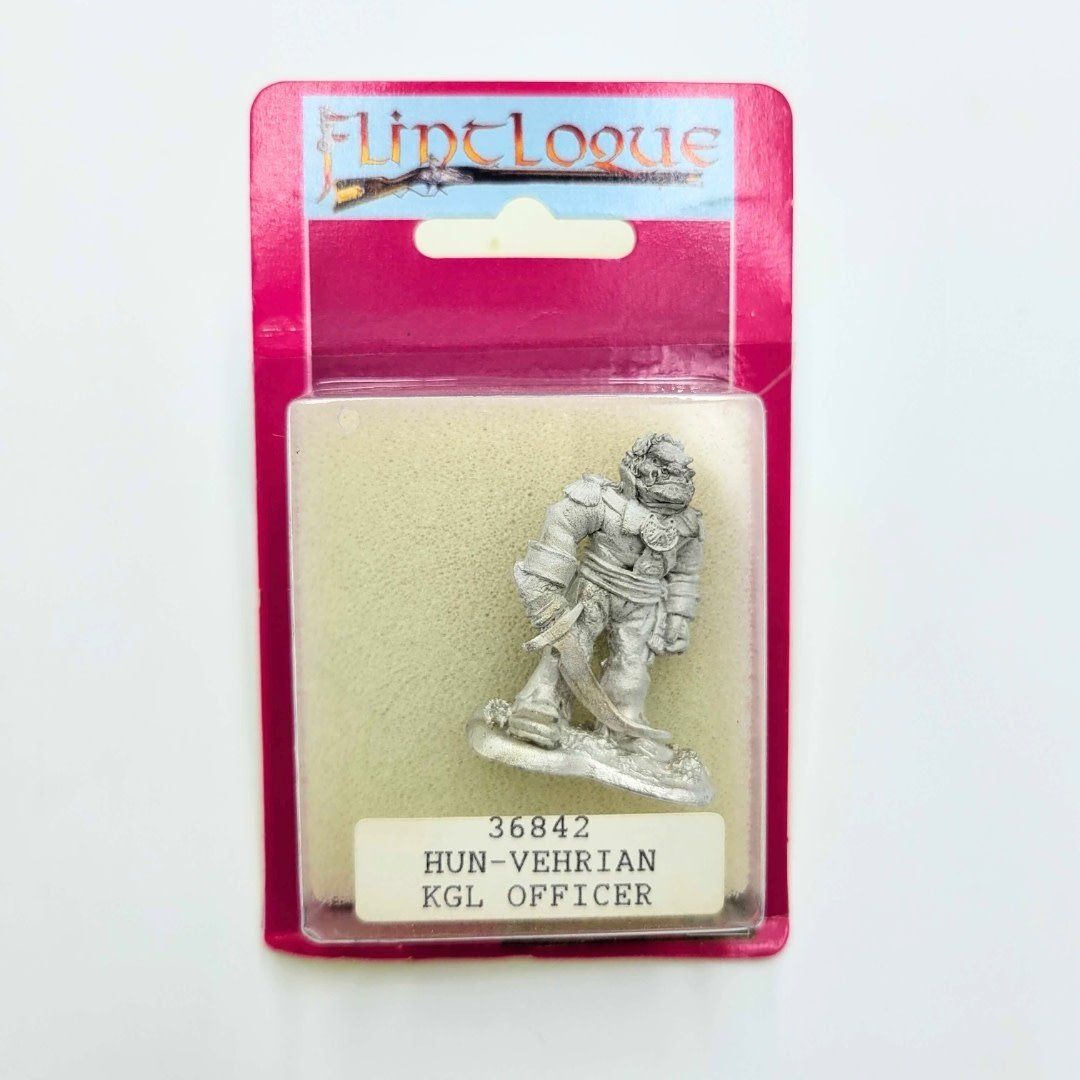 Flintloque
36842
HUN-VEHRIAN
KGL OFFICER